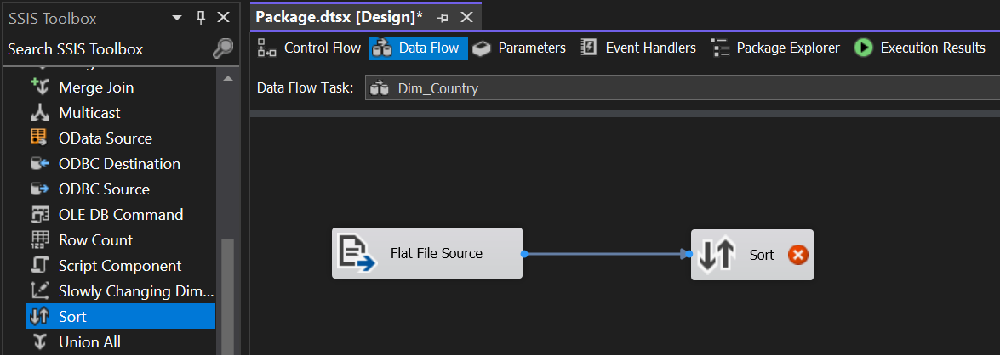 SSIS Toolbox
Search SSIS Toolbox
Merge Join
Multicast
OData Source
ODBC Destination
ODBC Source
OLE DB Command
Row Count
Script Component
Slowly Changing Dim...
Sort
Union All
Package.dtsx [Design]*
Control Flow Data Flow Parameters Event Handlers Package Explorer Execution Results
Data Flow Task: Dim_Country
Flat File Source
Sort